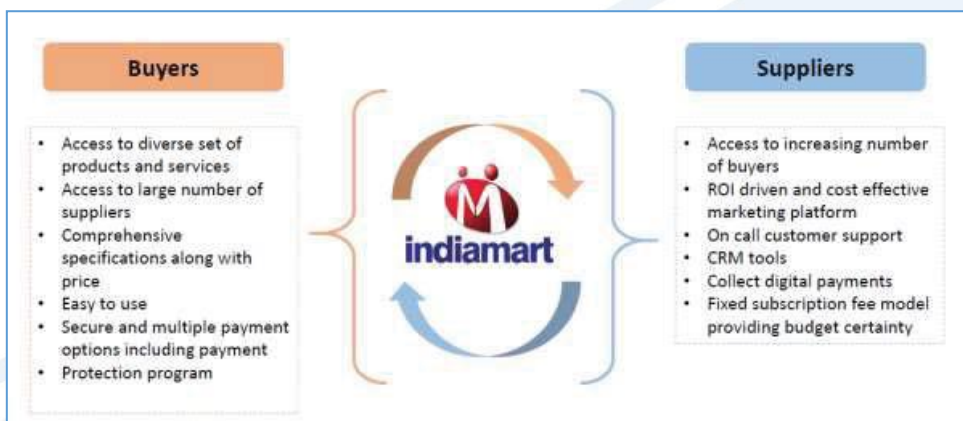 Buyers
• Access to diverse set of
products and services
• Access to large number of
suppliers
• Comprehensive
specifications along with
price
• Easy to use
• Secure and multiple payment
options including payment
• Protection program
M
indiamart
Suppliers
• Access to increasing number
of buyers
• ROI driven and cost effective
marketing platform
• On call customer support
• CRM tools
• Collect digital payments
• Fixed subscription fee model
providing budget certainty